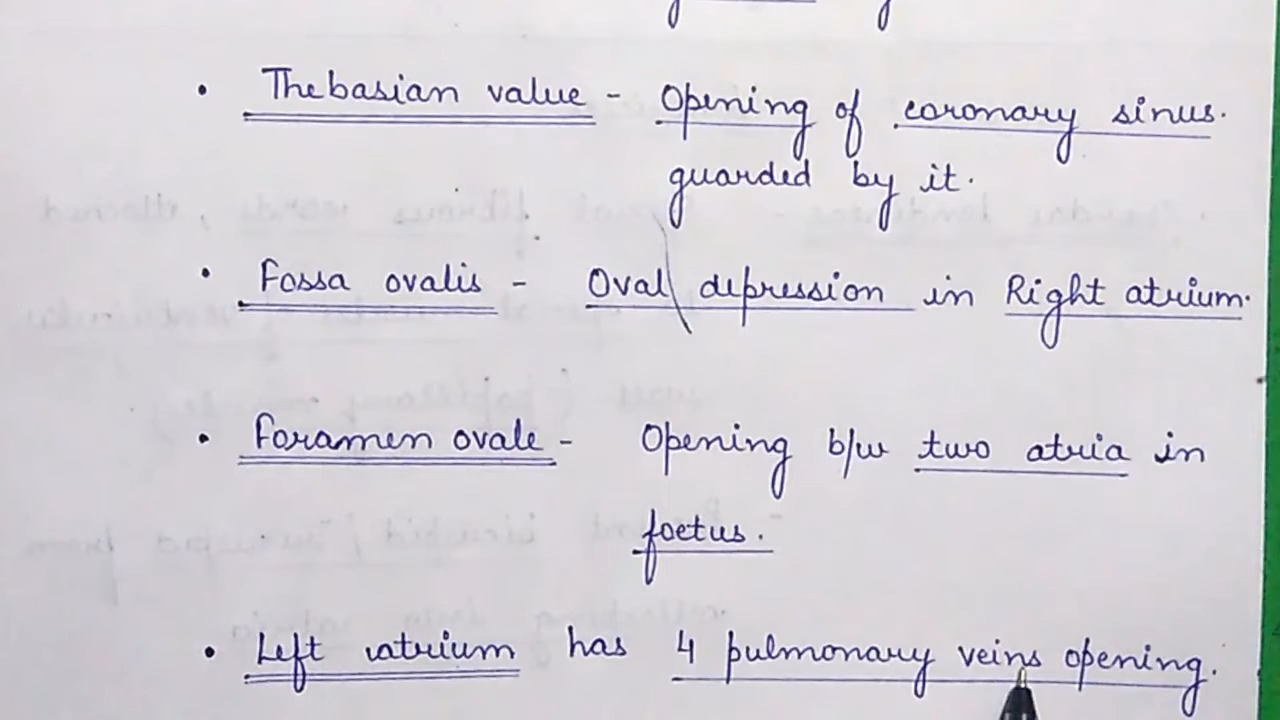 • Thebasian value - Opening of coronary sinus.
guarded by it.
• Fossa ovalis - Oval depression in Right atrium.
• Foramen ovale - Opening b/w two atria in
foetus.
• Left atrium has 4 pulmonary veins opening.